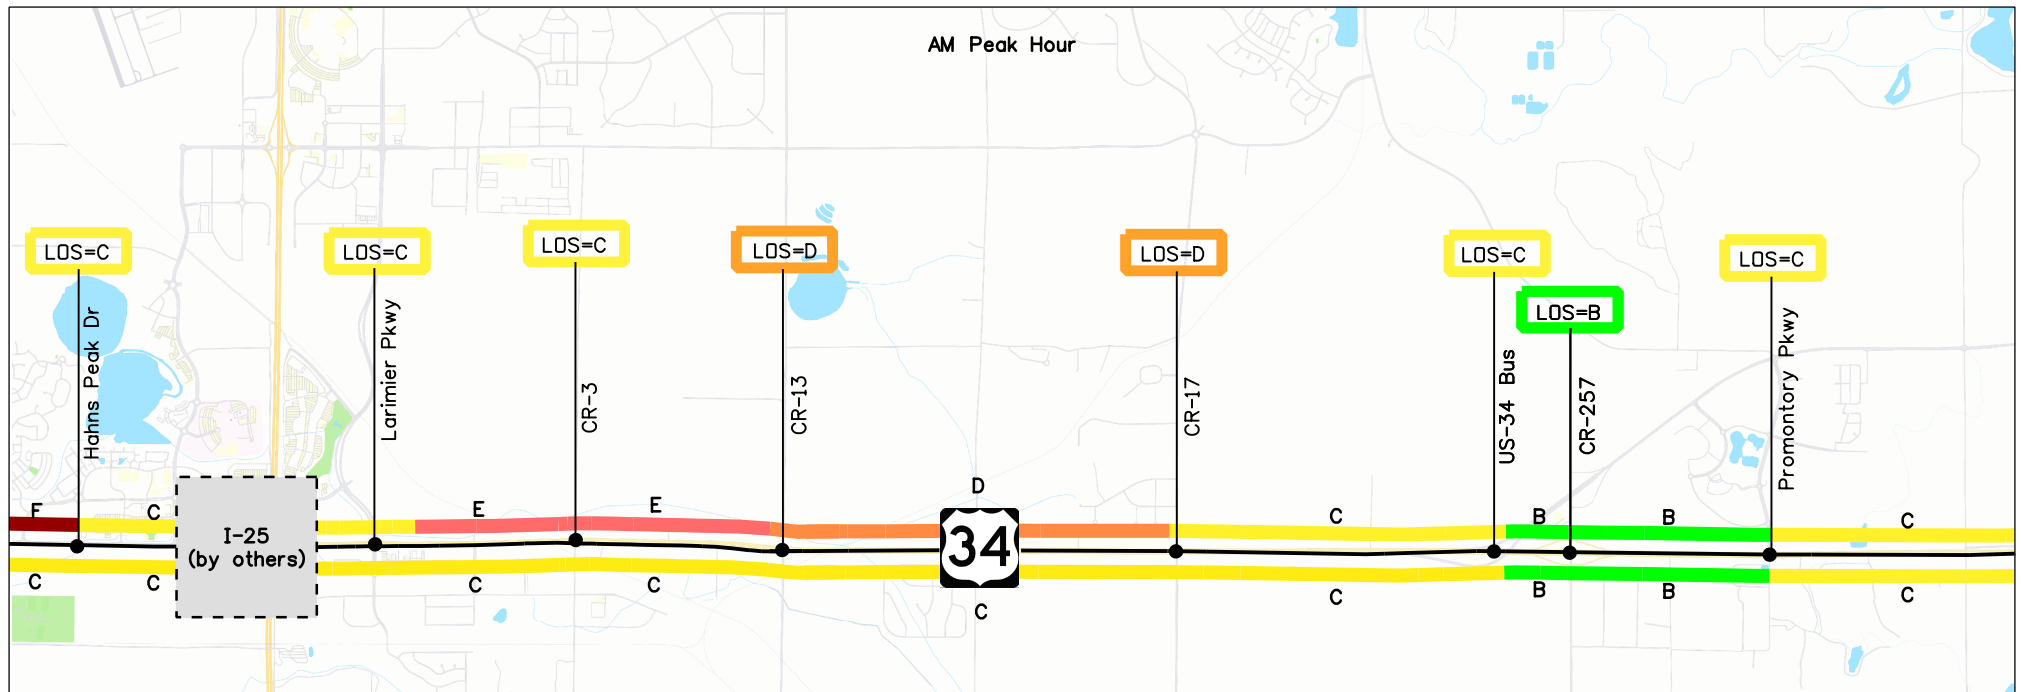 AM Peak Hour
LOS=C
LOS=C
LOS=C
LOS=D
LOS=D
LOS=C
LOS=C
LOS=B
Hahns Peak Dr
Larimier Pkwy
CR-3
CR-13
CR-17
US-34 Bus
CR-257
Promontory Pkwy
F
C
E
E
D
C
B
B
C
I-25
(by others)
34
C
C
C
C
C
C
B
B
C